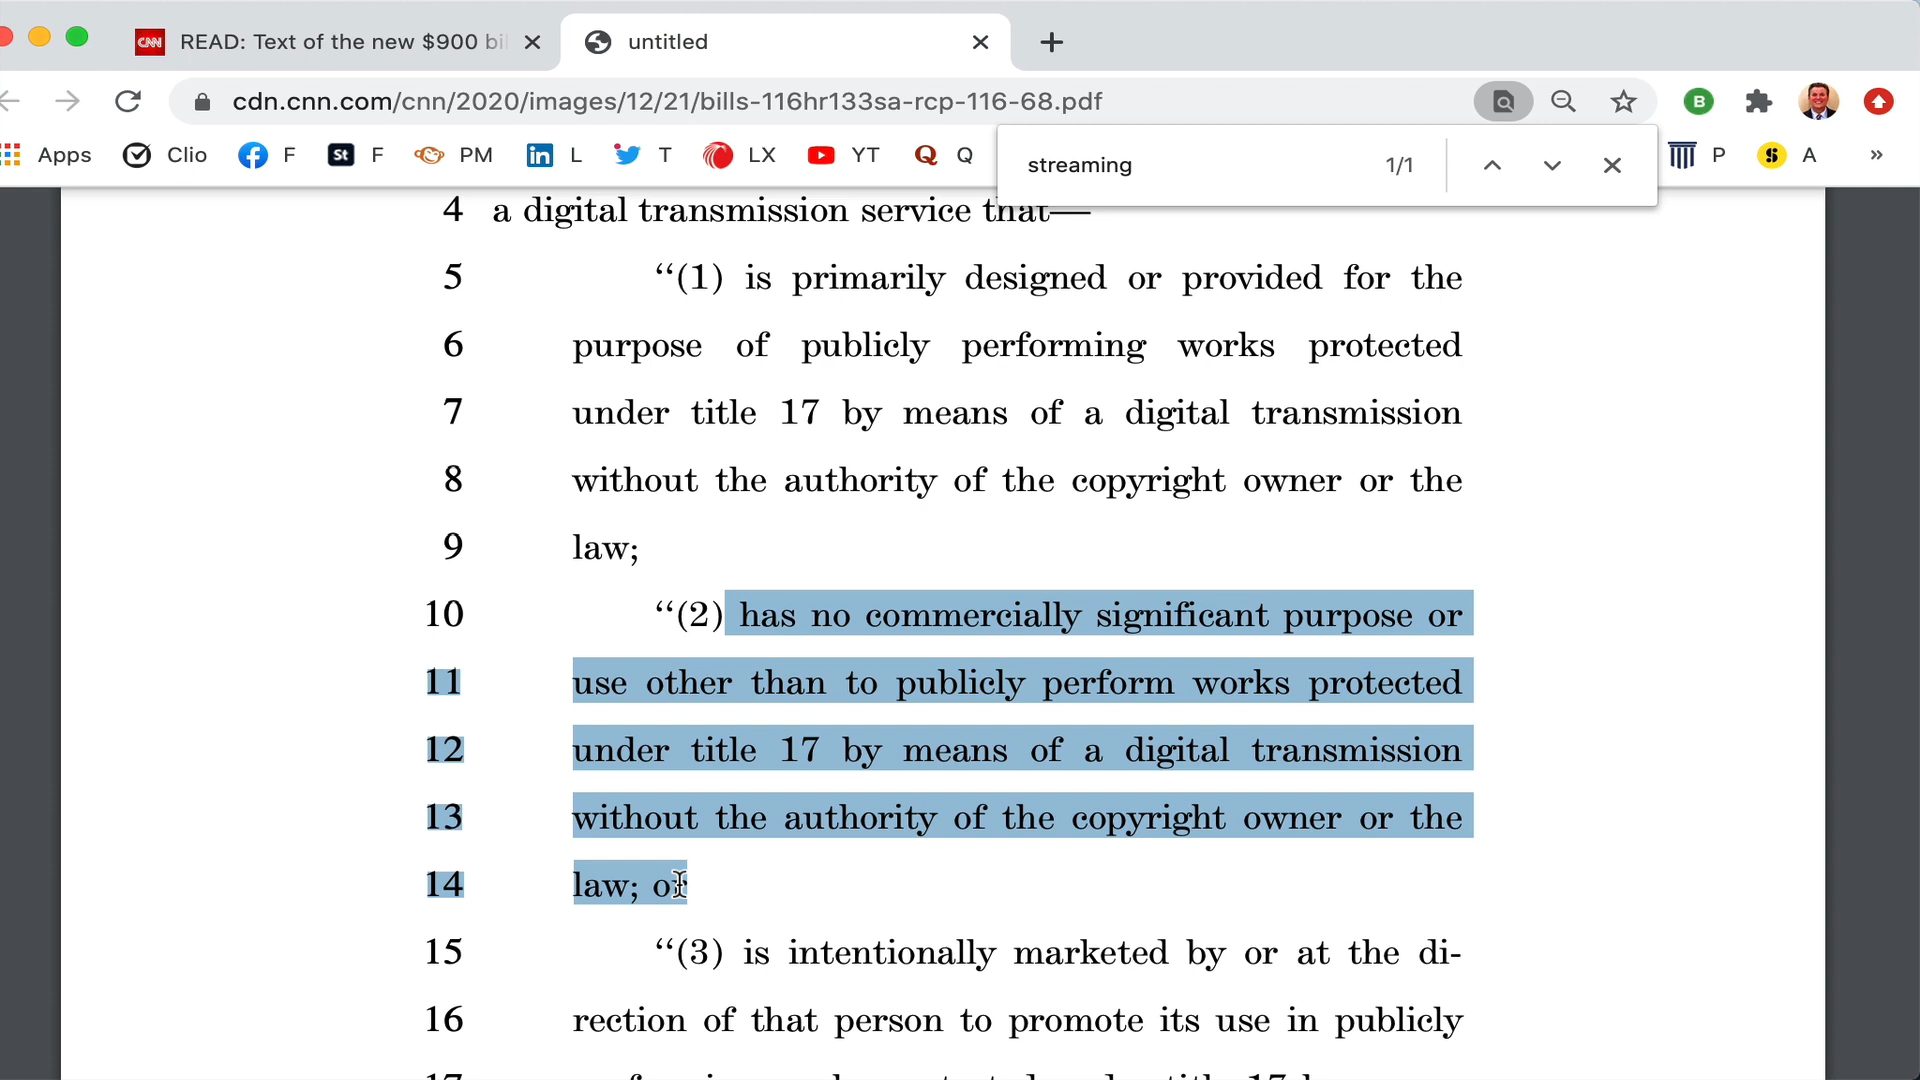 CNN READ: Text of the new $900 bi
untitled
cdn.cnn.com/cnn/2020/images/12/21/bills-116hr133sa-rcp-116-68.pdf
B
Apps Clio F St F PM in L T LX YT Q P $ A »
streaming 1/1
4 a digital transmission service that—
5 “(1) is primarily designed or provided for the
6 purpose of publicly performing works protected
7 under title 17 by means of a digital transmission
8 without the authority of the copyright owner or the
9 law;
10 “(2) has no commercially significant purpose or
11 use other than to publicly perform works protected
12 under title 17 by means of a digital transmission
13 without the authority of the copyright owner or the
14 law; or
15 “(3) is intentionally marketed by or at the di-
16 rection of that person to promote its use in publicly